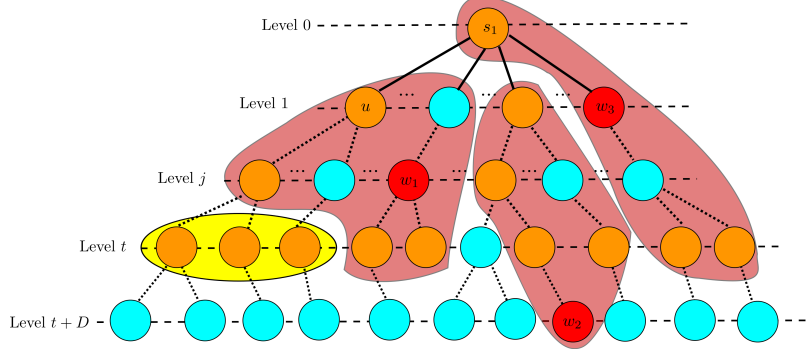 Level 0
s₁
Level 1
u
...
...
...
w₃
Level j
...
...
w₁
...
...
Level t
Level t + D
w₂